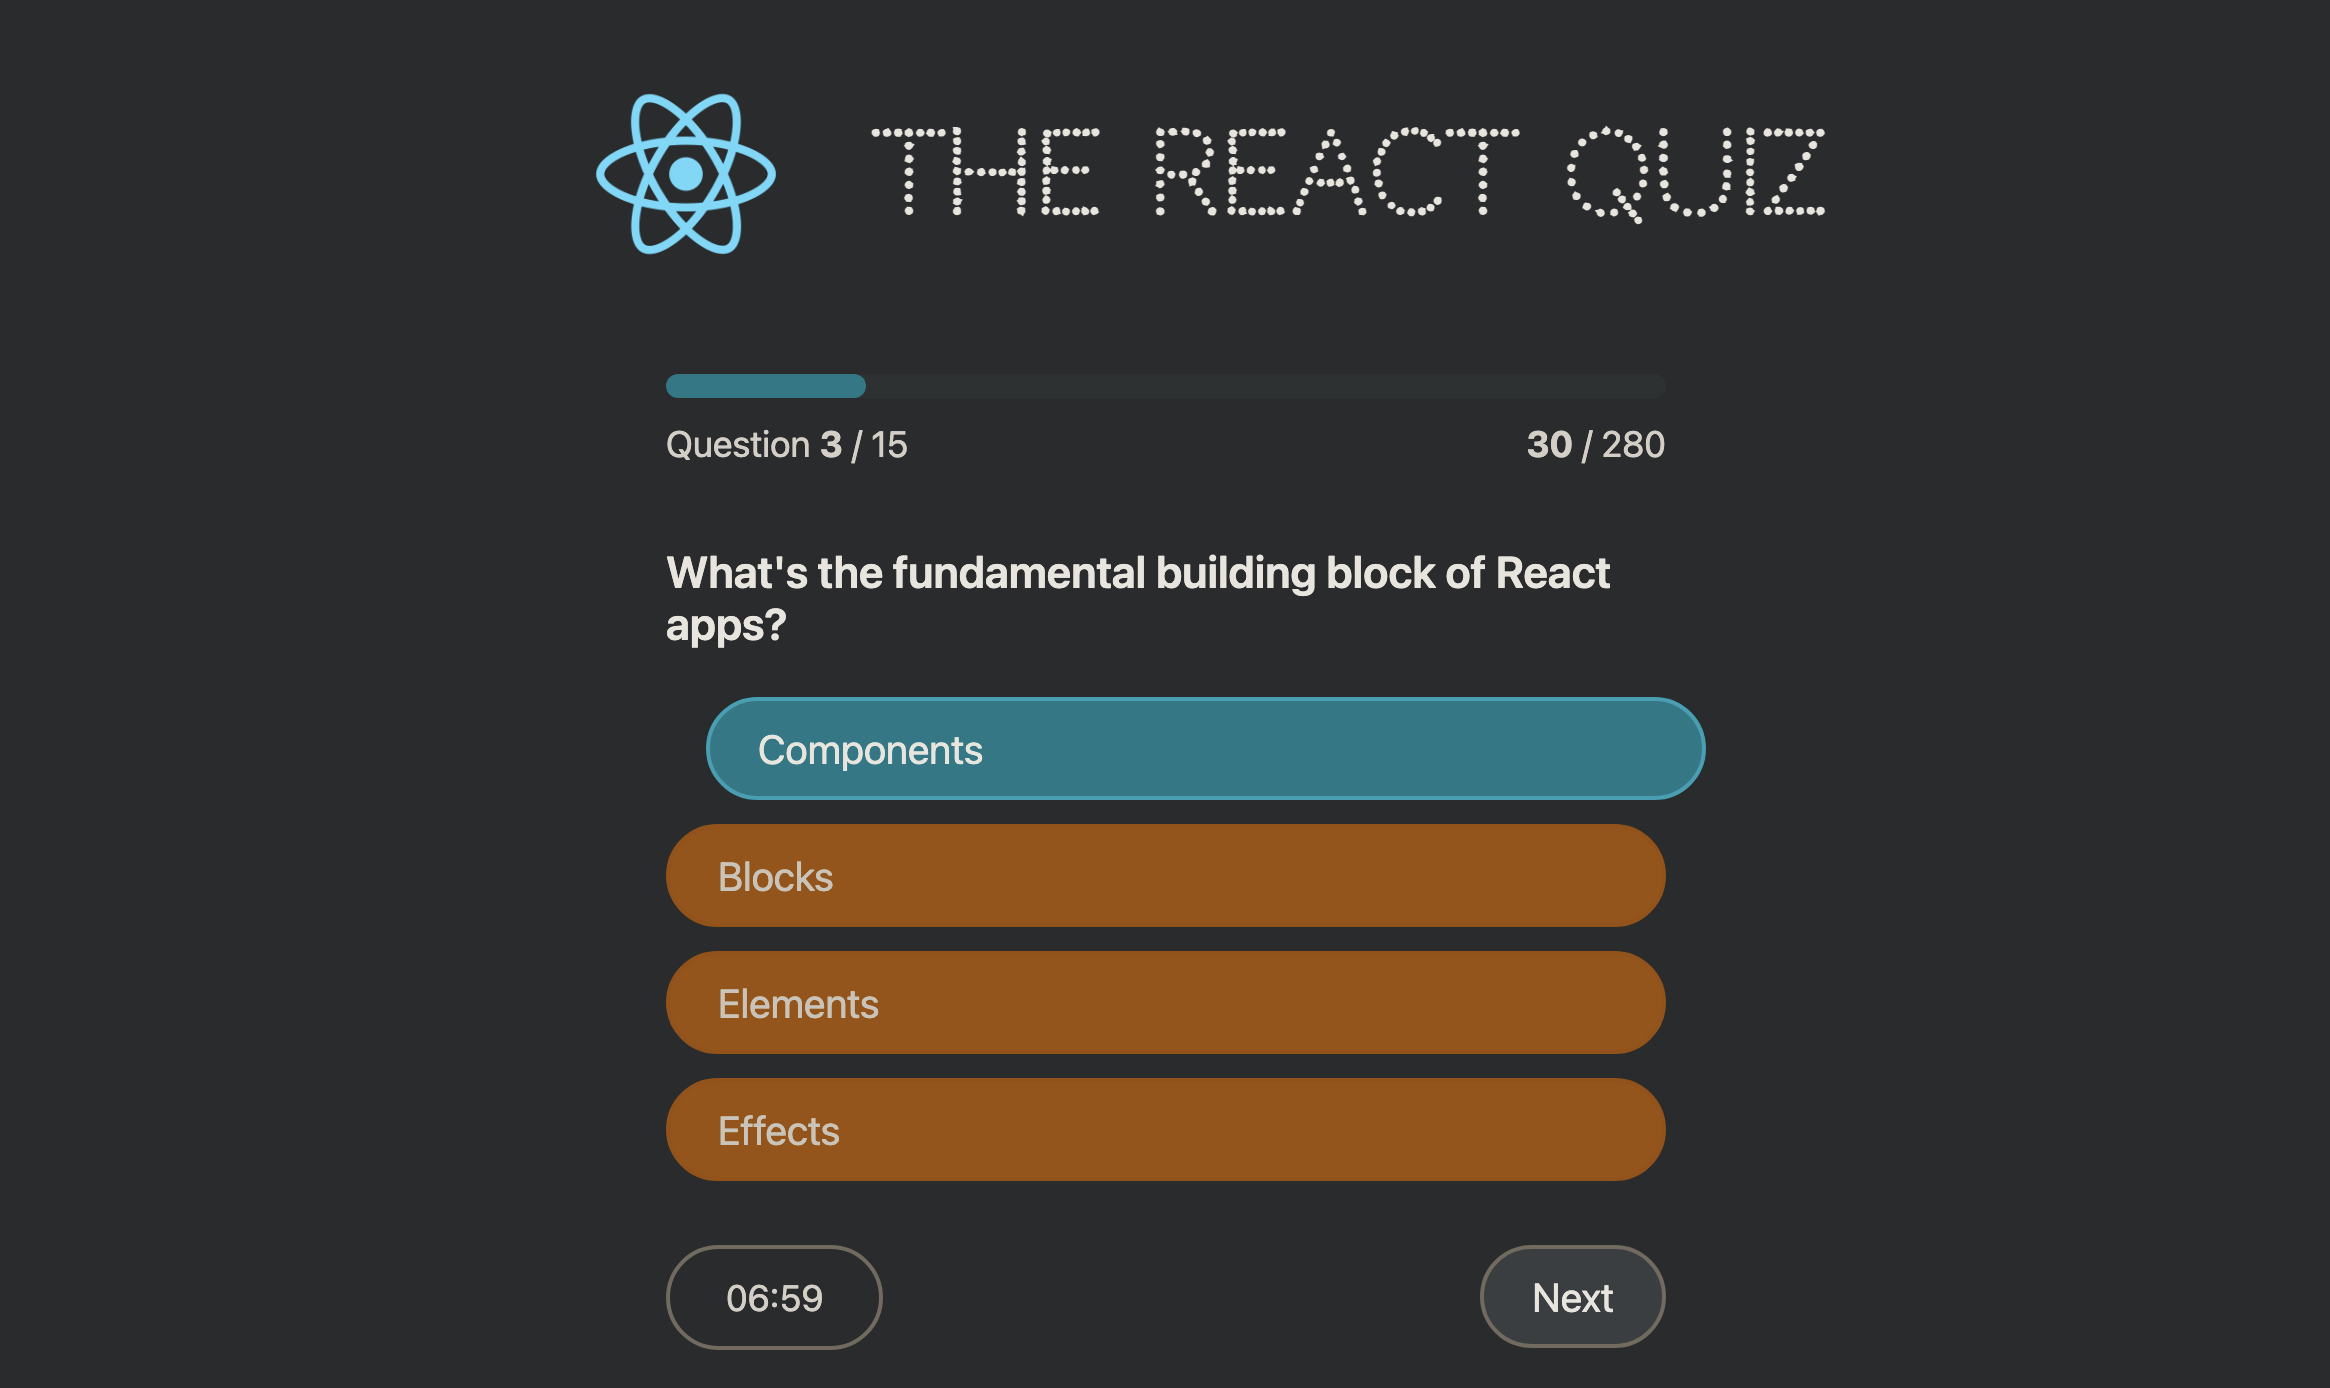 THE REACT QUIZ
Question 3 / 15
30 / 280
What's the fundamental building block of React
apps?
Components
Blocks
Elements
Effects
06:59
Next